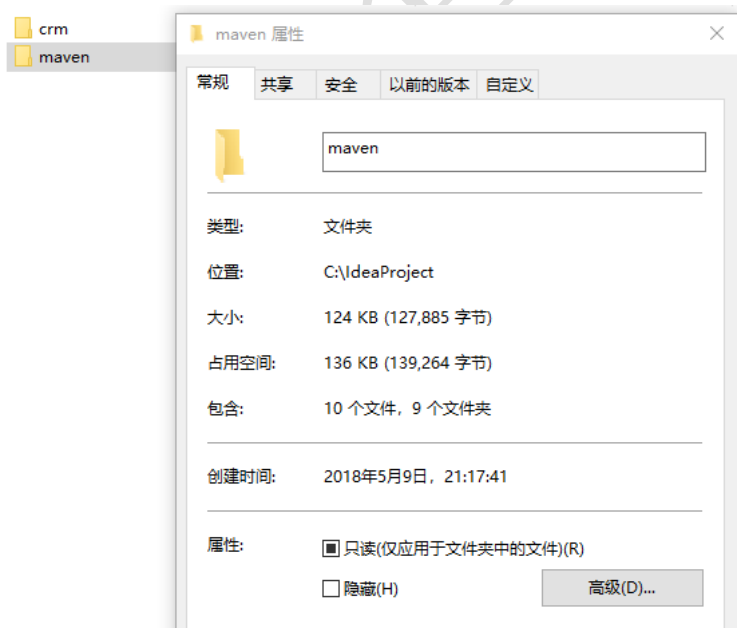 crm
maven
maven 属性
常规 共享 安全 以前的版本 自定义
maven
类型: 文件夹
位置: C:\IdeaProject
大小: 124 KB (127,885 字节)
占用空间: 136 KB (139,264 字节)
包含: 10 个文件，9 个文件夹
创建时间: 2018年5月9日，21:17:41
属性: 只读(仅应用于文件夹中的文件)(R)
隐藏(H) 高级(D)...